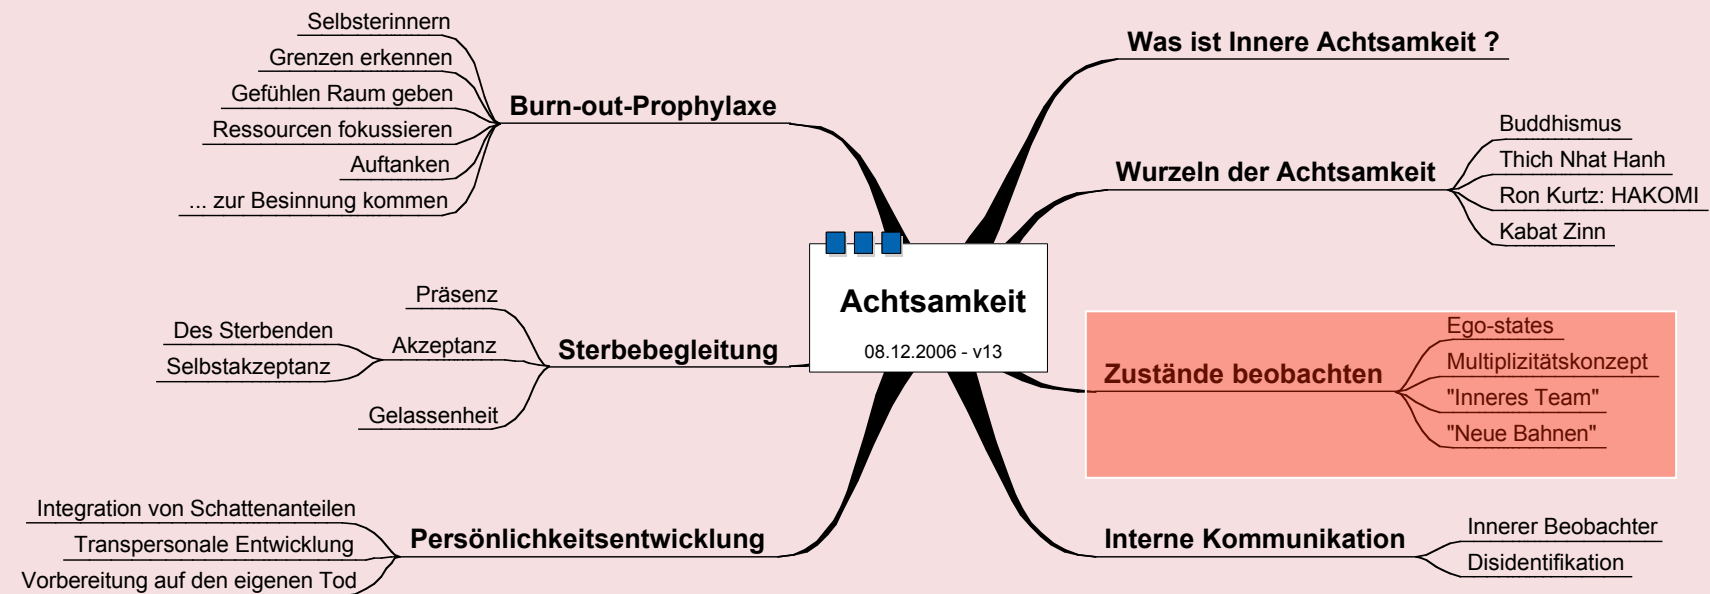 Achtsamkeit
08.12.2006 - v13
Was ist Innere Achtsamkeit ?
Wurzeln der Achtsamkeit
Buddhismus
Thich Nhat Hanh
Ron Kurtz: HAKOMI
Kabat Zinn
Zustände beobachten
Ego-states
Multiplizitätskonzept
"Inneres Team"
"Neue Bahnen"
Interne Kommunikation
Innerer Beobachter
Disidentifikation
Burn-out-Prophylaxe
Selbsterinnern
Grenzen erkennen
Gefühlen Raum geben
Ressourcen fokussieren
Auftanken
... zur Besinnung kommen
Sterbebegleitung
Präsenz
Akzeptanz
Des Sterbenden
Selbstakzeptanz
Gelassenheit
Persönlichkeitsentwicklung
Integration von Schattenanteilen
Transpersonale Entwicklung
Vorbereitung auf den eigenen Tod